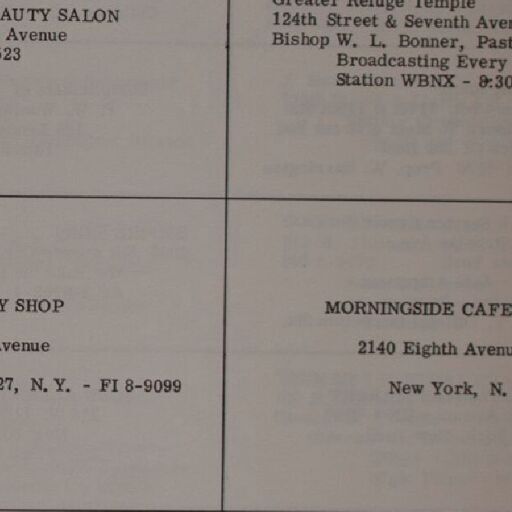 AUTY SALON
Avenue
523
Greater Refuge Temple
124th Street & Seventh Aven
Bishop W. L. Bonner, Past
Broadcasting Every
Station WBNX - 8:30
Y SHOP
Avenue
27, N. Y. - FI 8-9099
MORNINGSIDE CAFE
2140 Eighth Avenu
New York, N.